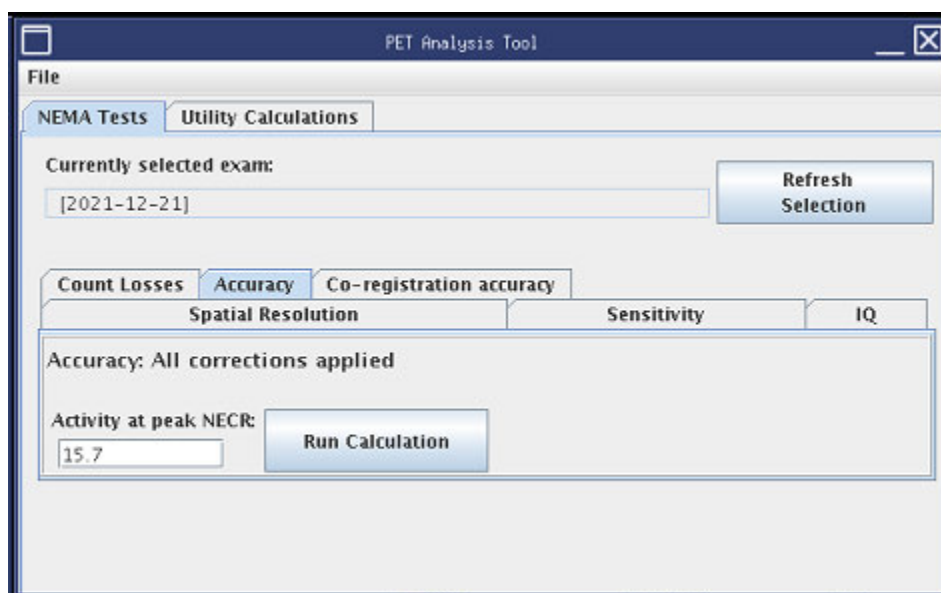 PET Analysis Tool
File
NEMA Tests
Utility Calculations
Currently selected exam:
[2021-12-21]
Refresh
Selection
Count Losses
Accuracy
Co-registration accuracy
Spatial Resolution
Sensitivity
IQ
Accuracy: All corrections applied
Activity at peak NECR:
15.7
Run Calculation